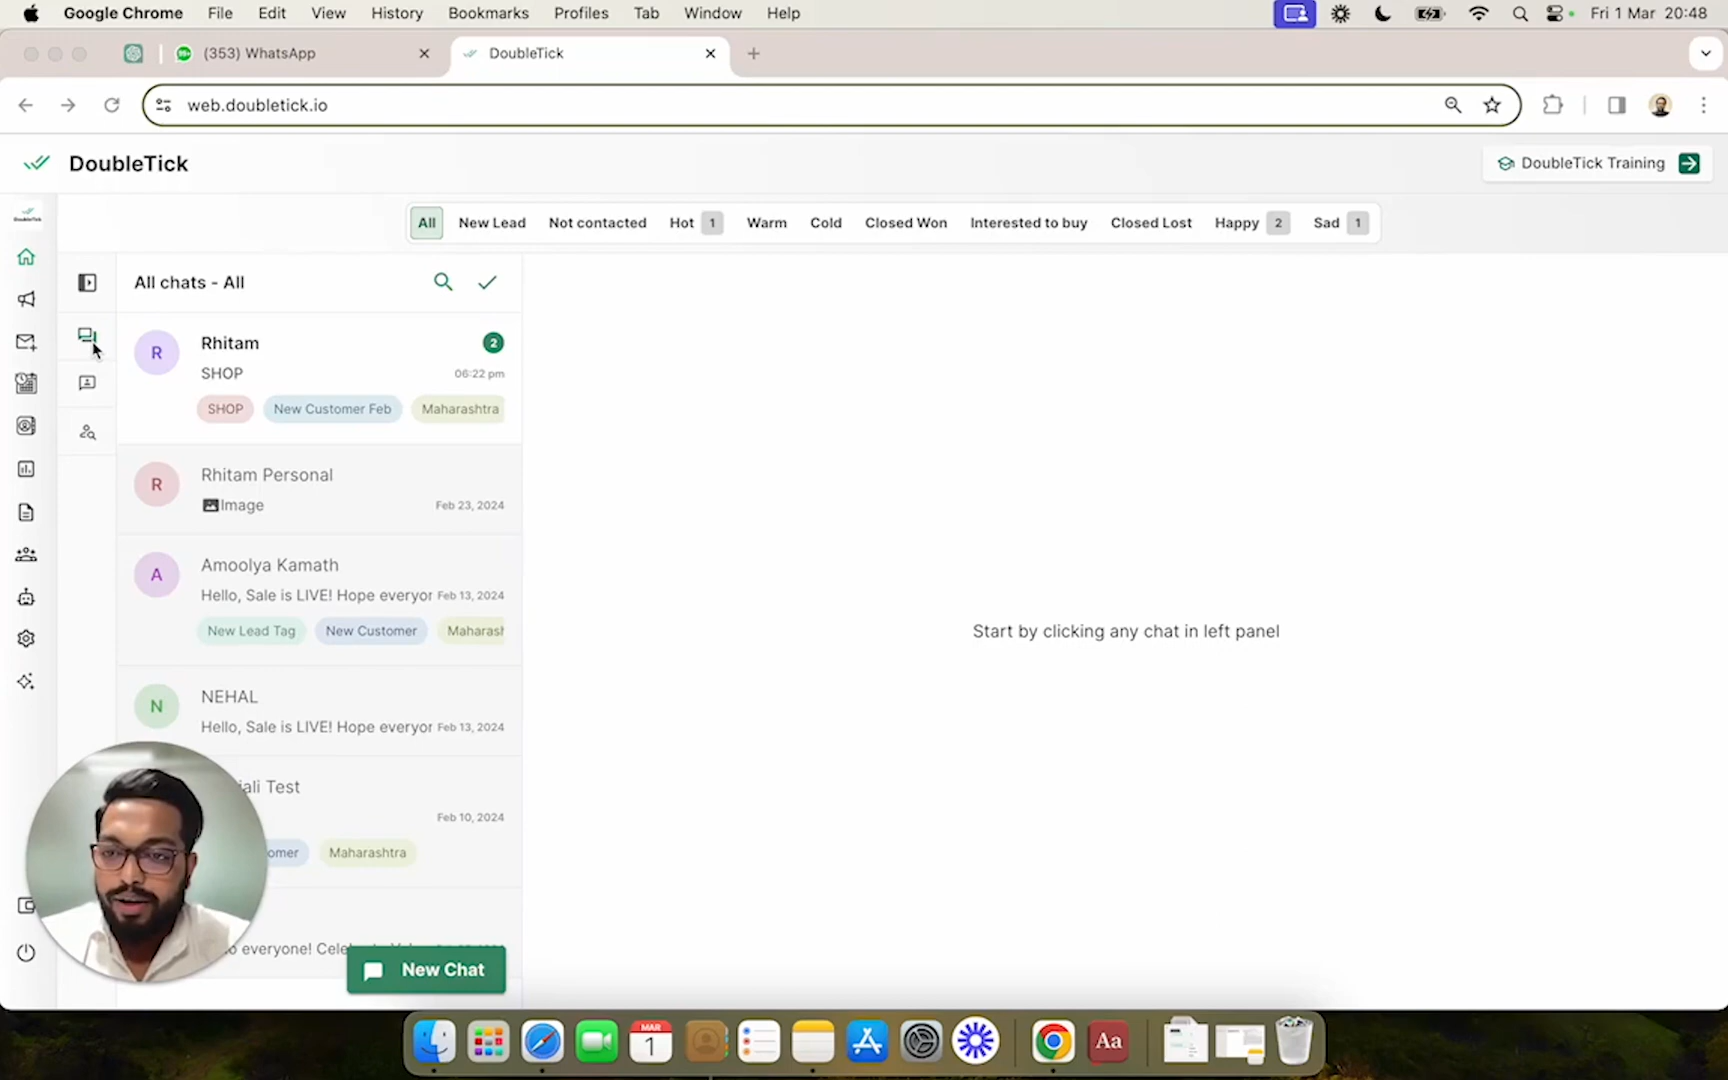 Google Chrome File Edit View History Bookmarks Profiles Tab Window Help Fri 1 Mar 20:48
99+ (353) WhatsApp DoubleTick
web.doubletick.io
DoubleTick DoubleTick Training
DoubleTick
All New Lead Not contacted Hot 1 Warm Cold Closed Won Interested to buy Closed Lost Happy 2 Sad 1
All chats - All
R Rhitam 2
SHOP 06:22 pm
SHOP New Customer Feb Maharashtra
R Rhitam Personal
Image Feb 23, 2024
A Amoolya Kamath
Hello, Sale is LIVE! Hope everyor Feb 13, 2024
New Lead Tag New Customer Maharash
Start by clicking any chat in left panel
N NEHAL
Hello, Sale is LIVE! Hope everyor Feb 13, 2024
jali Test
Feb 10, 2024
omer Maharashtra
o everyone!
New Chat
MAR
1
Aa